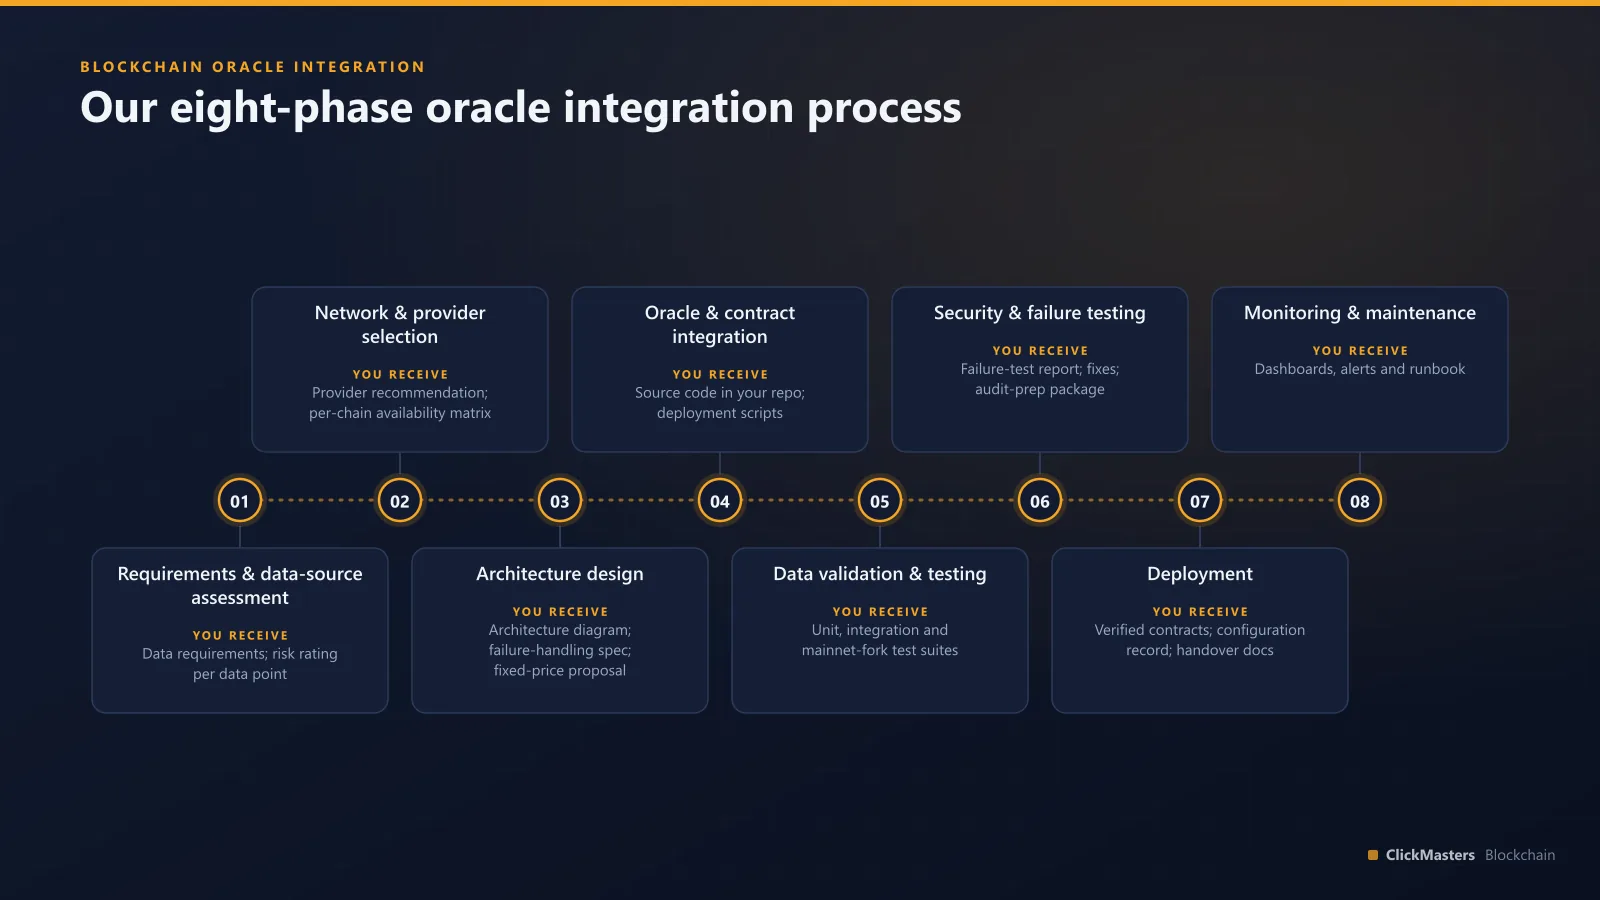 BLOCKCHAIN ORACLE INTEGRATION
Our eight-phase oracle integration process
Network & provider
selection
YOU RECEIVE
Provider recommendation;
per-chain availability matrix
Oracle & contract
integration
YOU RECEIVE
Source code in your repo;
deployment scripts
Security & failure testing
YOU RECEIVE
Failure-test report; fixes;
audit-prep package
Monitoring & maintenance
YOU RECEIVE
Dashboards, alerts and runbook
01 02 03 04 05 06 07 08
Requirements & data-source
assessment
YOU RECEIVE
Data requirements; risk rating
per data point
Architecture design
YOU RECEIVE
Architecture diagram;
failure-handling spec;
fixed-price proposal
Data validation & testing
YOU RECEIVE
Unit, integration and
mainnet-fork test suites
Deployment
YOU RECEIVE
Verified contracts; configuration
record; handover docs
ClickMasters Blockchain